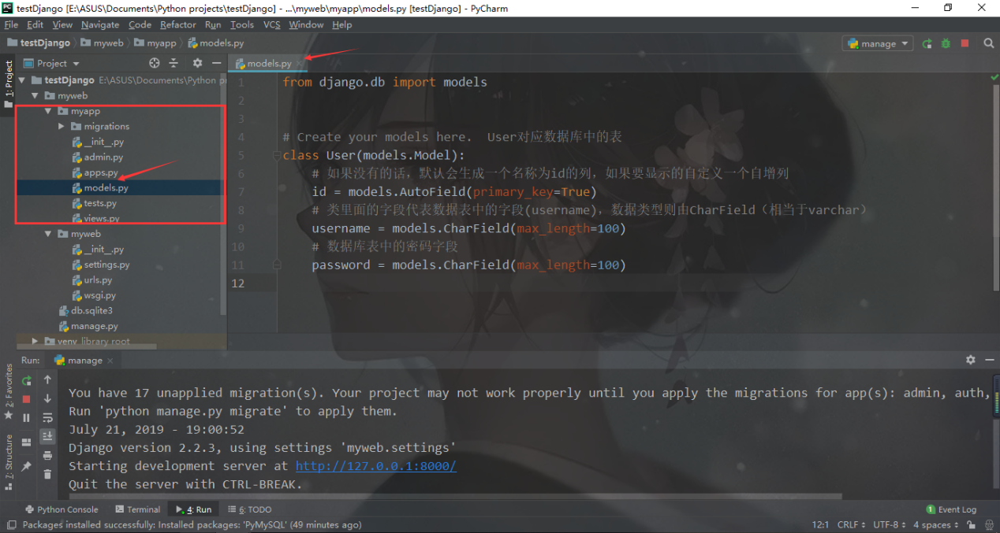 testDjango [E:\ASUS\Documents\Python projects\testDjango] - ...\myweb\myapp\models.py [testDjango] - PyCharm
File Edit View Navigate Code Refactor Run Tools VCS Window Help
testDjango myweb myapp models.py manage
1: Project
Project
models.py
testDjango E:\ASUS\Documents\Python pr
myweb
myapp
migrations
__init__.py
admin.py
apps.py
models.py
tests.py
views.py
myweb
__init__.py
settings.py
urls.py
wsgi.py
db.sqlite3
manage.py
venv library root
1 from django.db import models
2
3
4 # Create your models here. User对应数据库中的表
5 class User(models.Model):
6 # 如果没有的话，默认会生成一个名称为id的列，如果要显示的自定义一个自增列
7 id = models.AutoField(primary_key=True)
8 # 类里面的字段代表数据表中的字段(username)，数据类型则由CharField（相当于varchar）
9 username = models.CharField(max_length=100)
10 # 数据库表中的密码字段
11 password = models.CharField(max_length=100)
12
Run: manage
2: Favorites
7: Structure
You have 17 unapplied migration(s). Your project may not work properly until you apply the migrations for app(s): admin, auth,
Run 'python manage.py migrate' to apply them.
July 21, 2019 - 19:00:52
Django version 2.2.3, using settings 'myweb.settings'
Starting development server at http://127.0.0.1:8000/
Quit the server with CTRL-BREAK.
Python Console Terminal 4: Run 6: TODO 1 Event Log
Packages installed successfully: Installed packages: 'PyMySQL' (49 minutes ago) 12:1 CRLF UTF-8 4 spaces